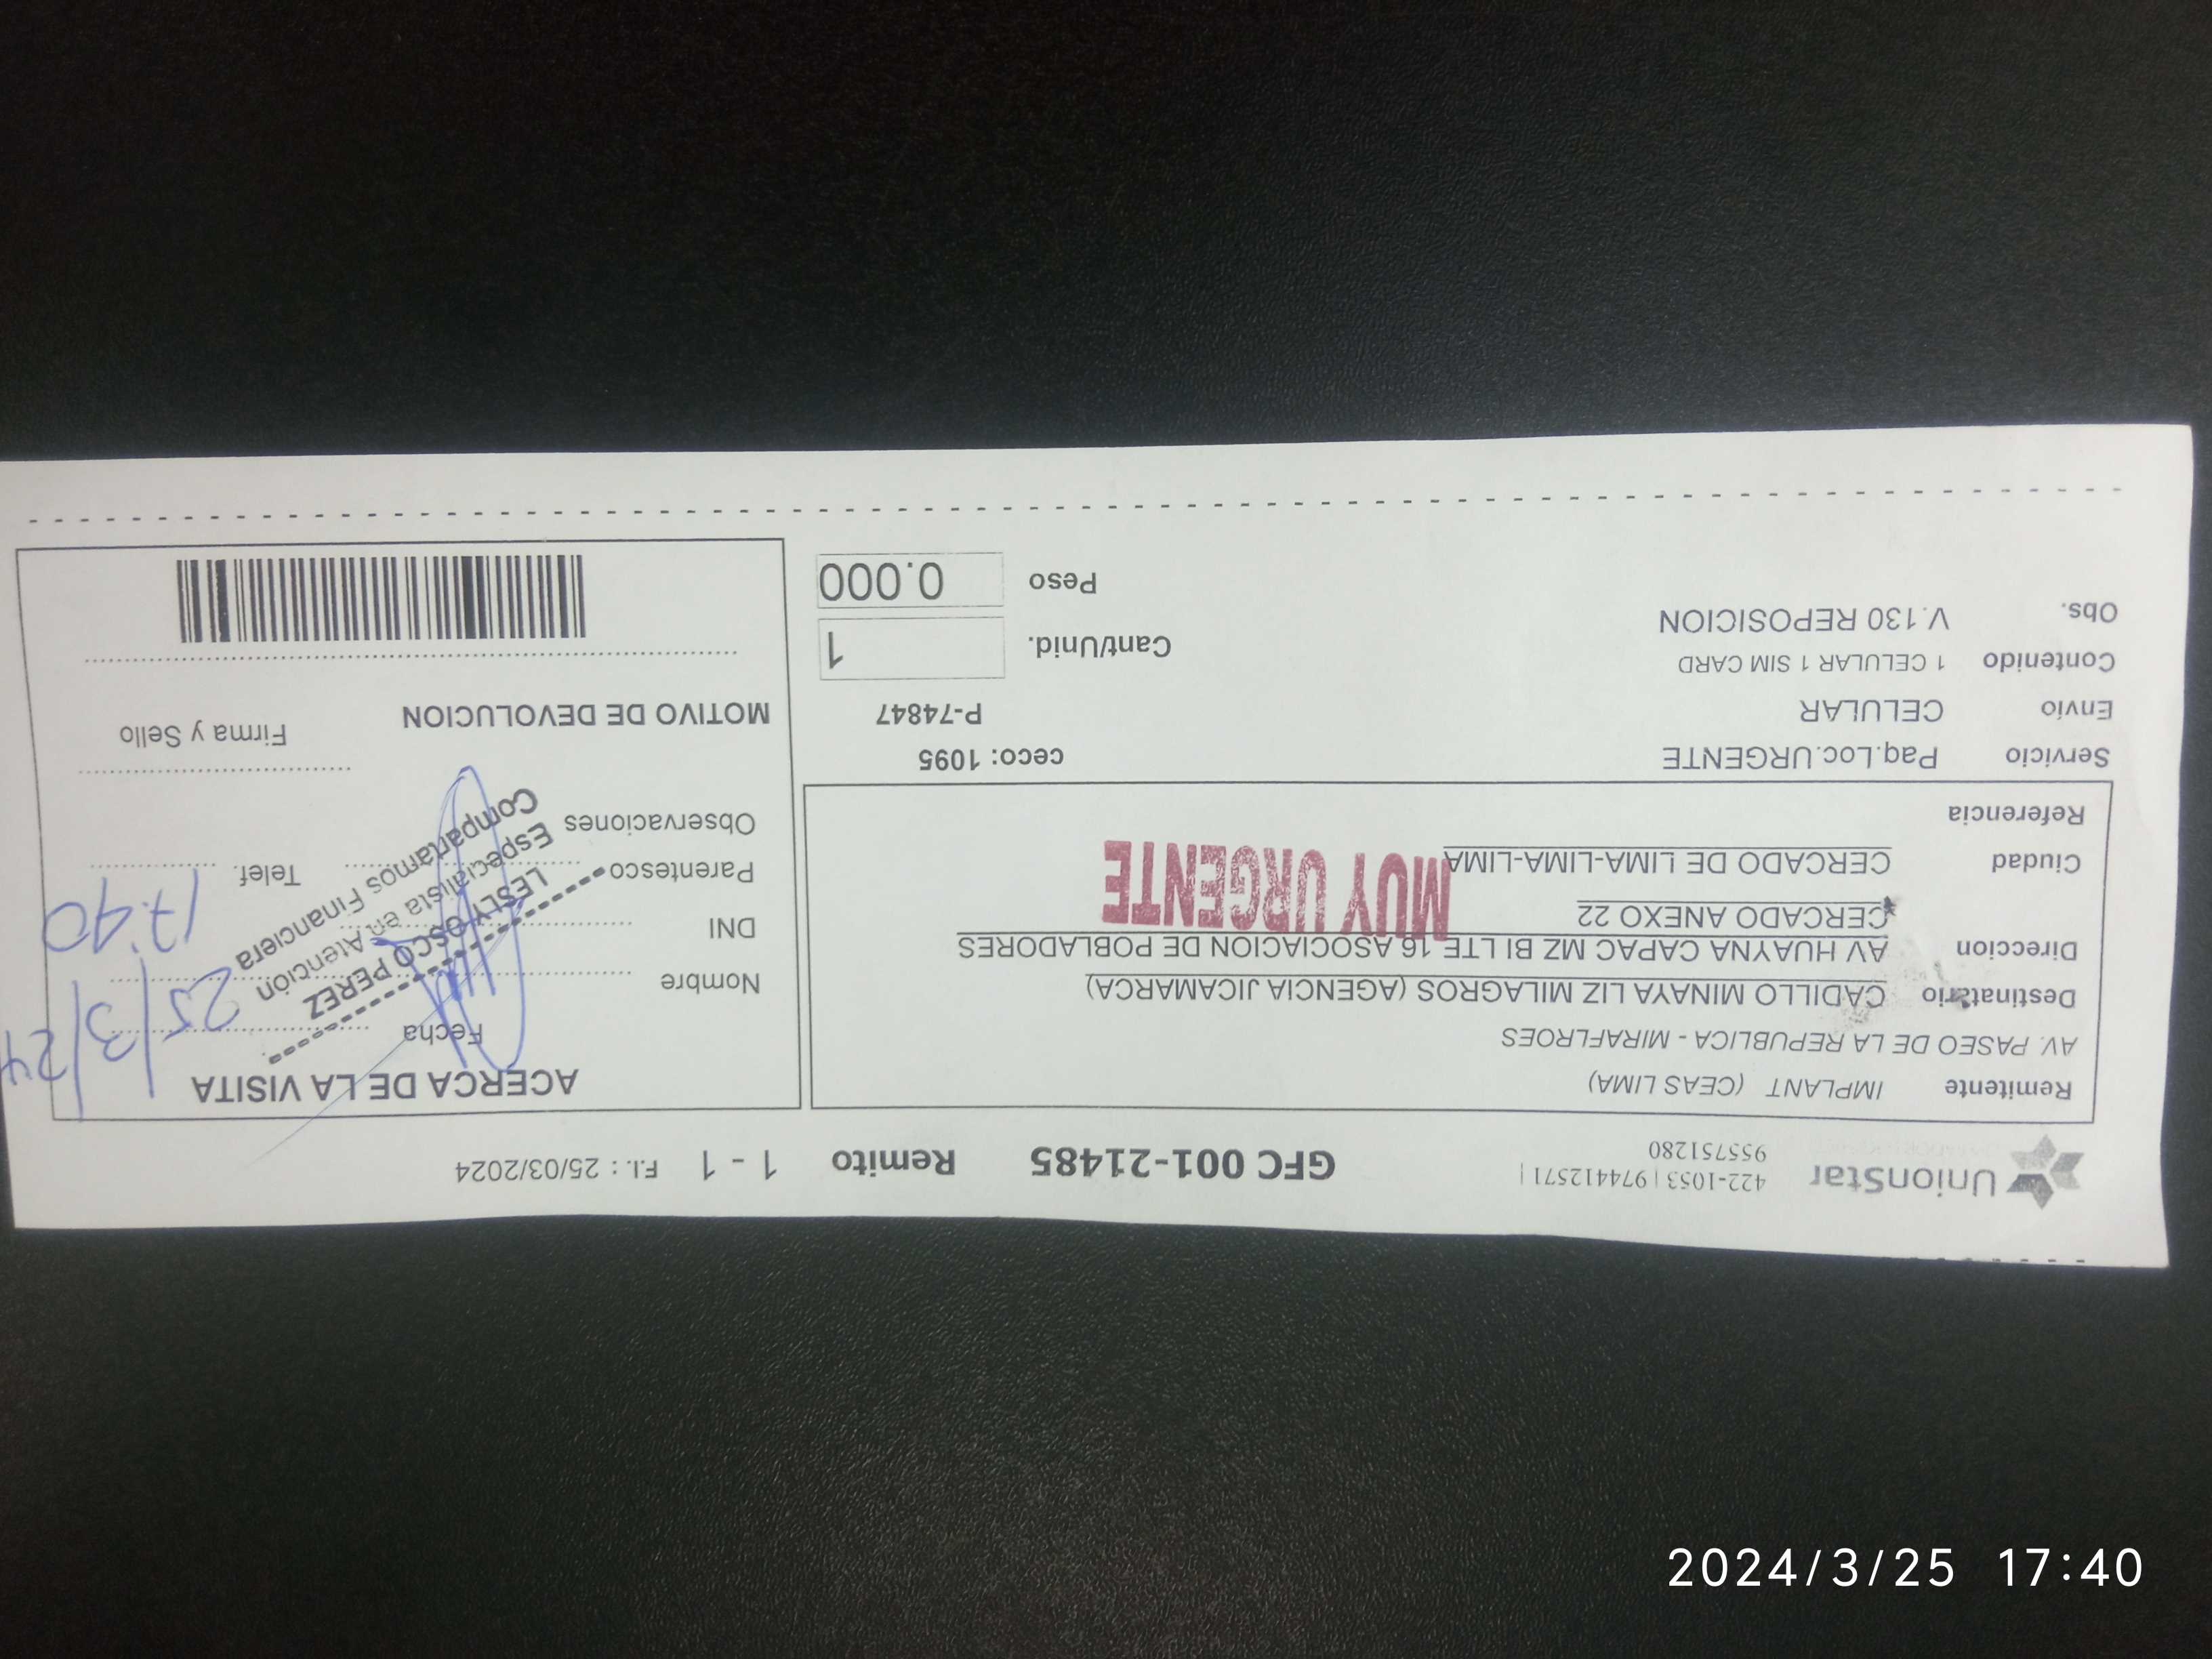 UnionStar
422-1053 | 974412571 |
955751280
GFC 001-21485 Remito 1 - 1 F.I. : 25/03/2024
Remitente IMPLANT (CEAS LIMA)
AV. PASEO DE LA REPUBLICA - MIRAFLROES
Destinatario CADILLO MINAYA LIZ MILAGROS (AGENCIA JICAMARCA)
Direccion AV HUAYNA CAPAC MZ BI LTE 16 ASOCIACION DE POBLADORES
CERCADO ANEXO 22
Ciudad CERCADO DE LIMA-LIMA-LIMA
MUY URGENTE
Referencia
Servicio Paq.Loc.URGENTE
ceco: 1095
Envío CELULAR
P-74847
Contenido 1 CELULAR 1 SIM CARD
Cant/Unid. 1
Obs. V.130 REPOSICION
Peso 0.000
ACERCA DE LA VISITA
Fecha 25/3/24
Nombre
DNI
17:40
Parentesco
Telef.
Observaciones
LESLY OSCO PEREZ
Especialista en Atención
Compartamos Financiera
Firma y Sello
MOTIVO DE DEVOLUCION
2024/3/25 17:40